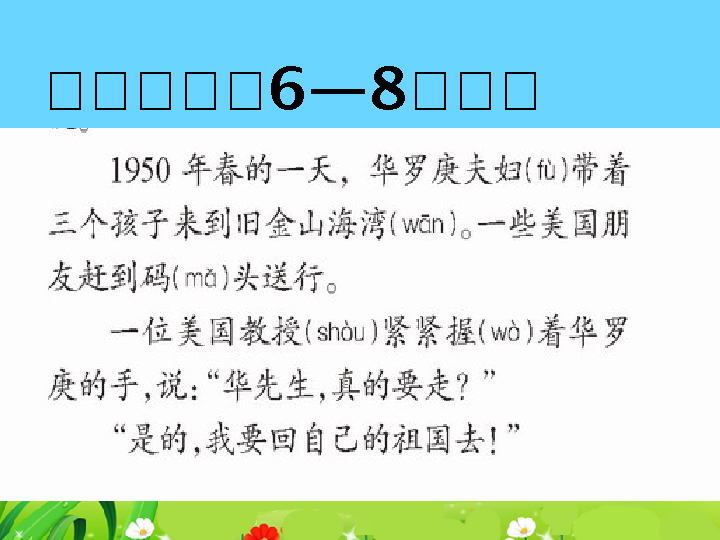 □□□□□6—8□□□
1950 年春的一天，华罗庚夫妇(fù)带着
三个孩子来到旧金山海湾(wān)。一些美国朋
友赶到码(mǎ)头送行。
一位美国教授(shòu)紧紧握(wò)着华罗
庚的手,说:“华先生,真的要走？”
“是的,我要回自己的祖国去!”